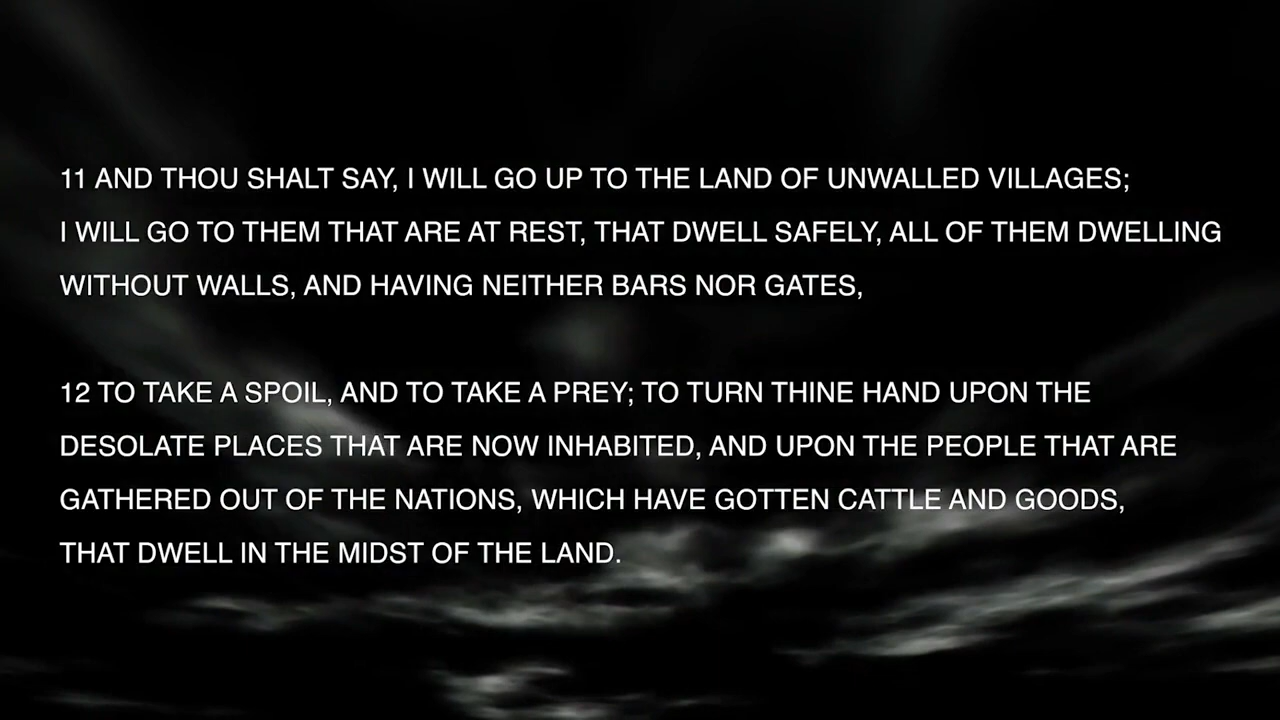 11 AND THOU SHALT SAY, I WILL GO UP TO THE LAND OF UNWALLED VILLAGES;
I WILL GO TO THEM THAT ARE AT REST, THAT DWELL SAFELY, ALL OF THEM DWELLING
WITHOUT WALLS, AND HAVING NEITHER BARS NOR GATES,
12 TO TAKE A SPOIL, AND TO TAKE A PREY; TO TURN THINE HAND UPON THE
DESOLATE PLACES THAT ARE NOW INHABITED, AND UPON THE PEOPLE THAT ARE
GATHERED OUT OF THE NATIONS, WHICH HAVE GOTTEN CATTLE AND GOODS,
THAT DWELL IN THE MIDST OF THE LAND.